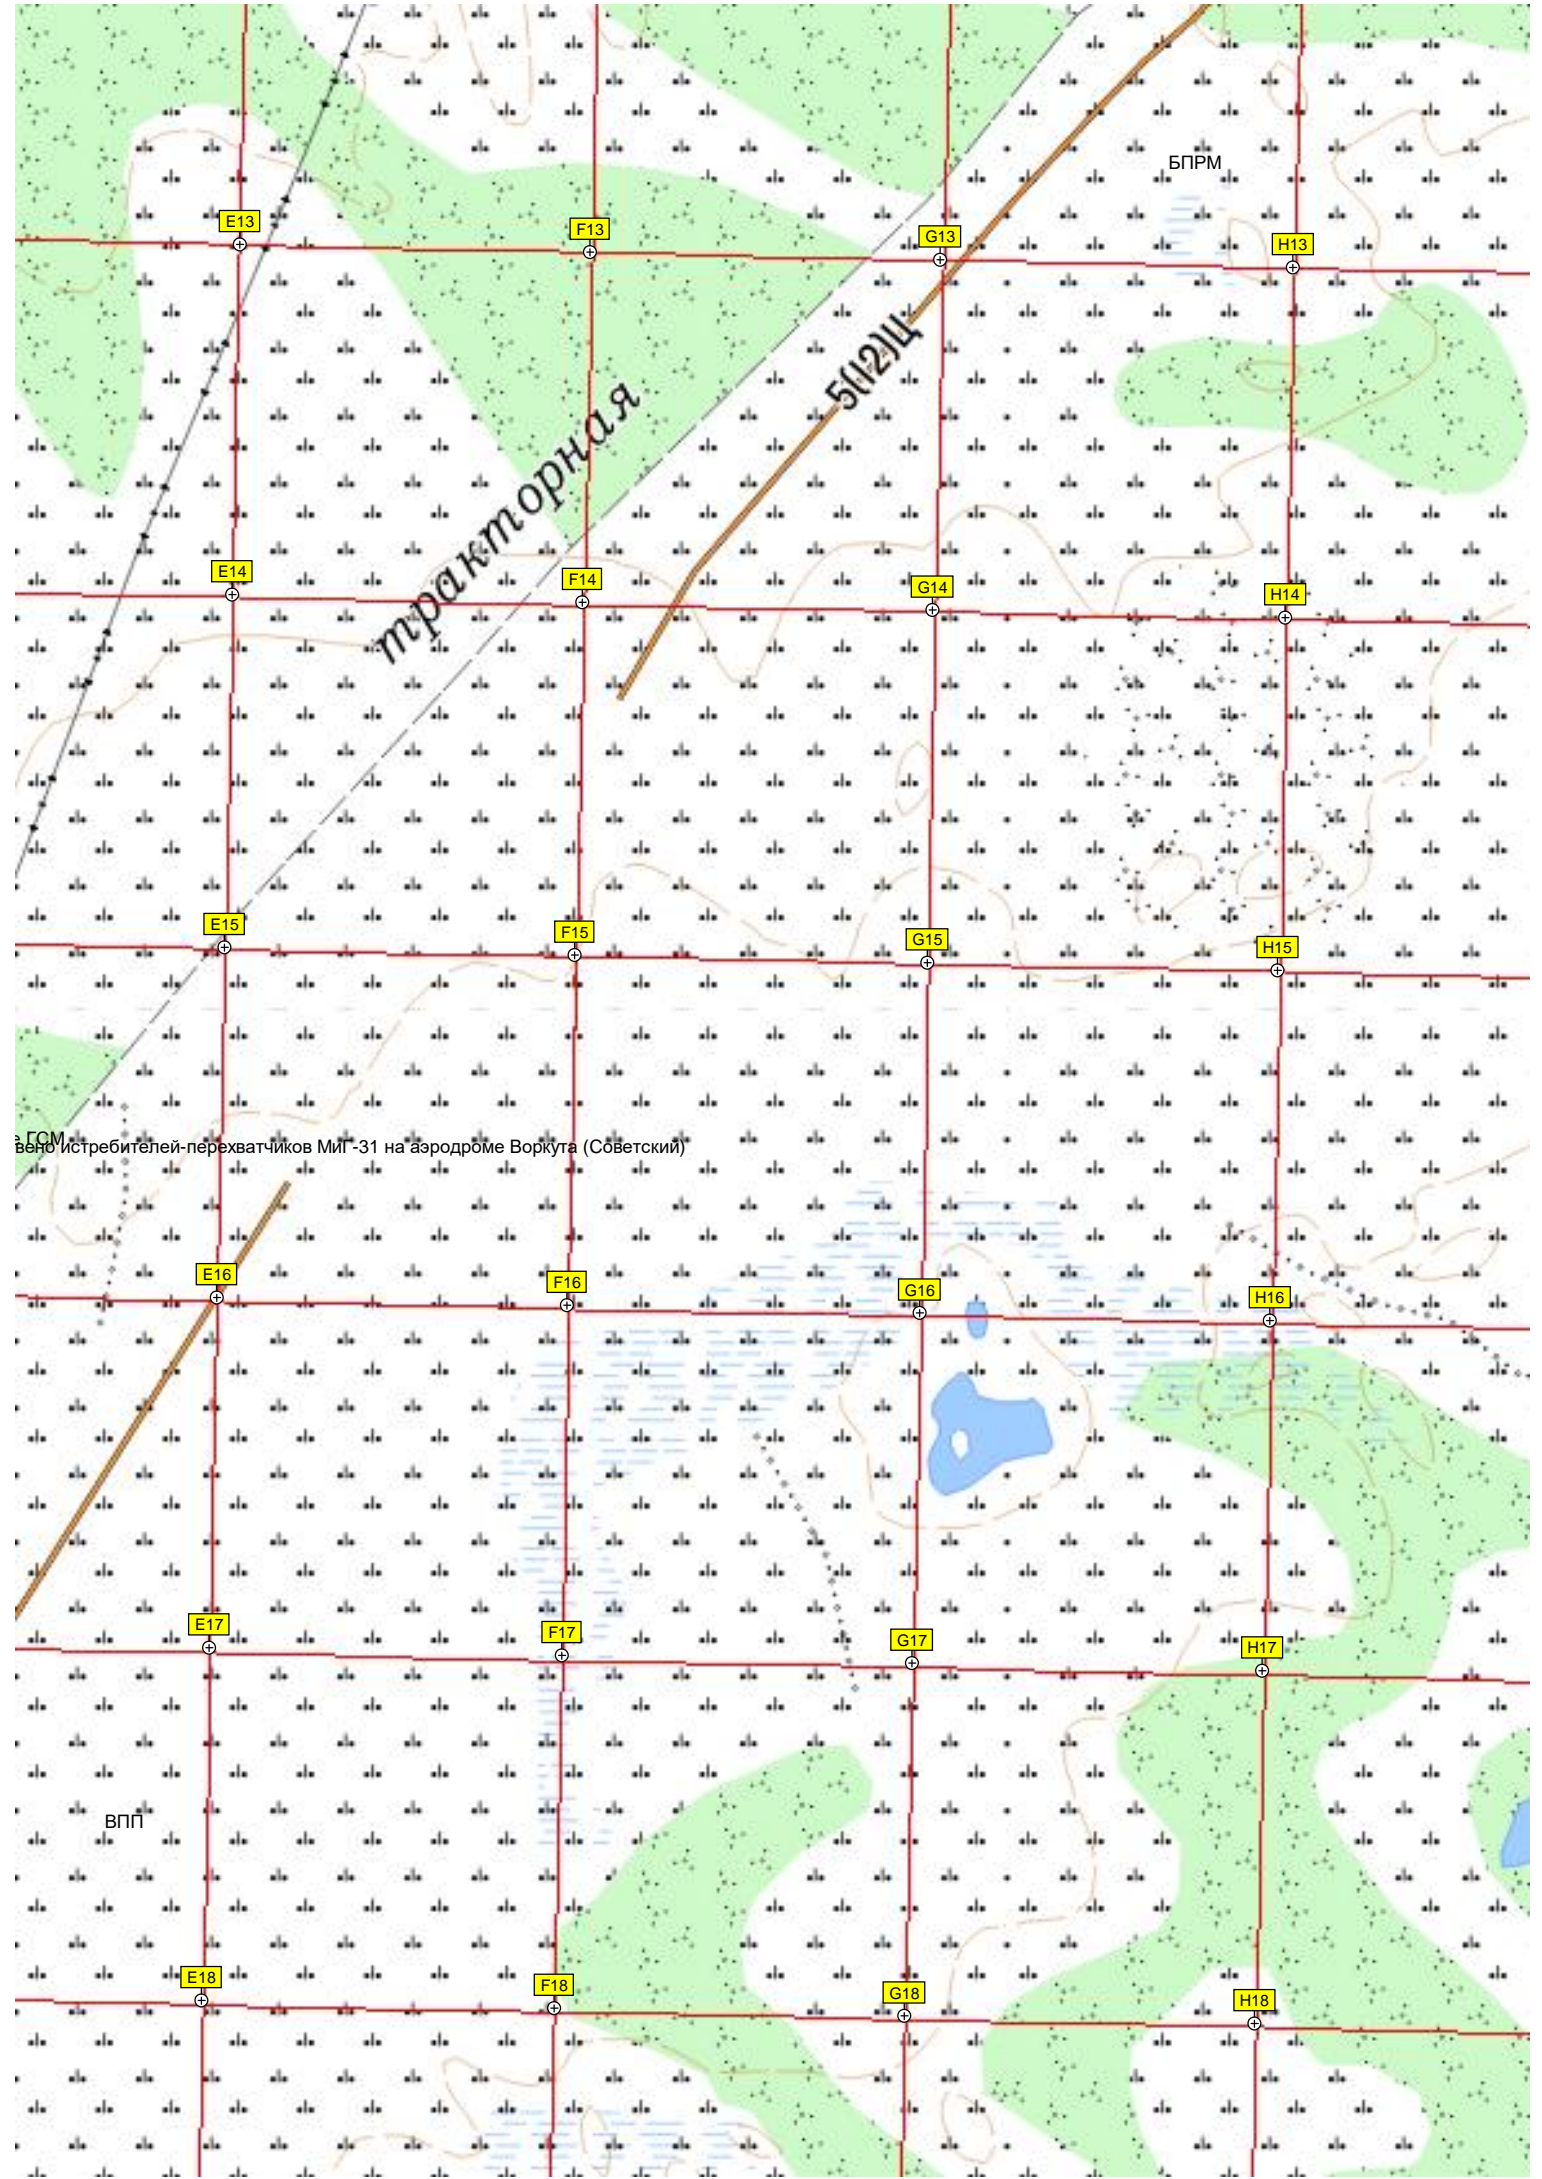 БПРМ
E13
F13
G13
H13
5(12)Ц
тракторная
E14
F14
G14
H14
E15
F15
G15
H15
е ГСМ
вено истребителей-перехватчиков МиГ-31 на аэродроме Воркута (Советский)
E16
F16
G16
H16
E17
F17
G17
H17
ВПП
E18
F18
G18
H18